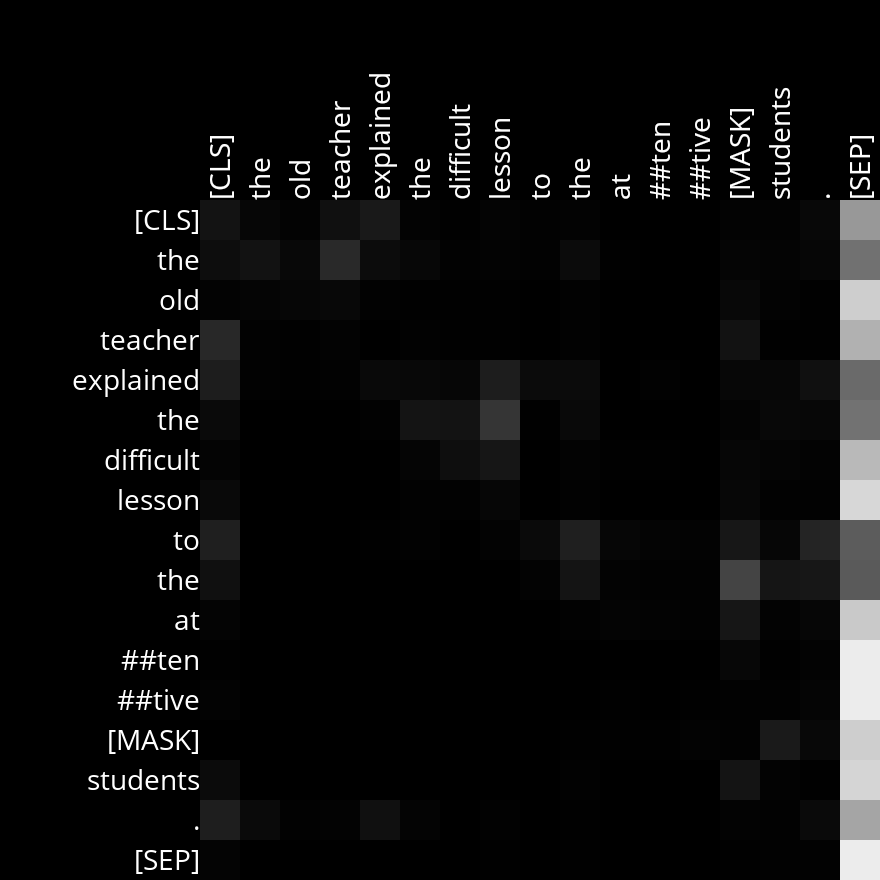 [CLS] the old teacher explained the difficult lesson to the at ##ten ##tive [MASK] students . [SEP]
[CLS]
the
old
teacher
explained
the
difficult
lesson
to
the
at
##ten
##tive
[MASK]
students
.
[SEP]